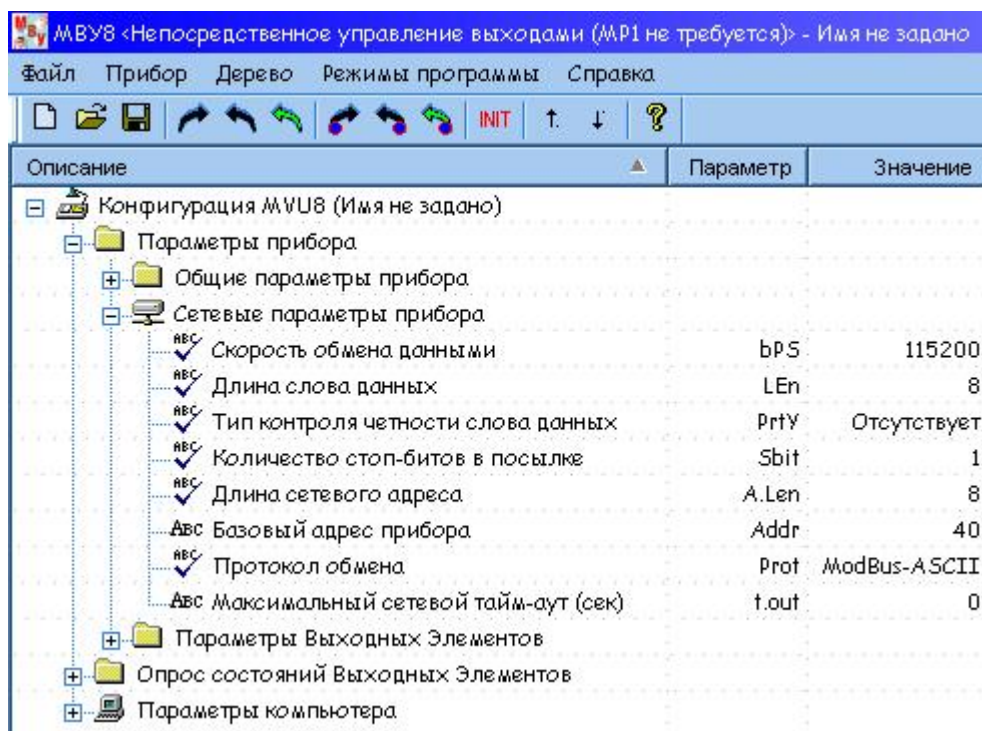 МВУ8 <Непосредственное управление выходами (МР1 не требуется)> - Имя не задано
Файл Прибор Дерево Режимы программы Справка
INIT
Описание Параметр Значение
Конфигурация MVU8 (Имя не задано)
Параметры прибора
Общие параметры прибора
Сетевые параметры прибора
Скорость обмена данными bPS 115200
Длина слова данных LEn 8
Тип контроля четности слова данных PrtY Отсутствует
Количество стоп-битов в посылке Sbit 1
Длина сетевого адреса A.Len 8
Базовый адрес прибора Addr 40
Протокол обмена Prot ModBus-ASCII
Максимальный сетевой тайм-аут (сек) t.out 0
Параметры Выходных Элементов
Опрос состояний Выходных Элементов
Параметры компьютера